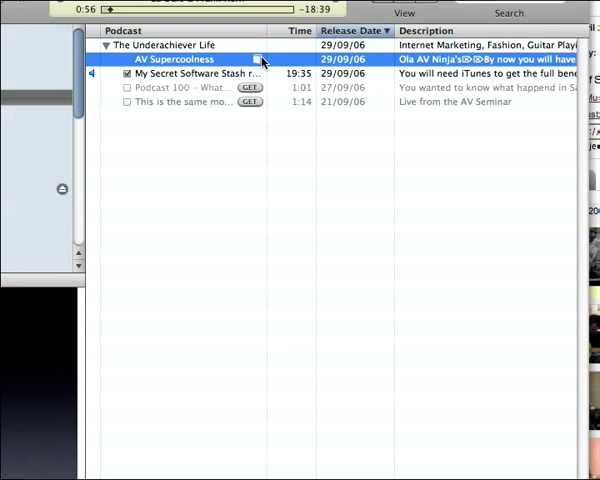 0:56
-18:39
View
Search
Podcast Time Release Date Description
The Underachiever Life 29/09/06 Internet Marketing, Fashion, Guitar Playi
AV Supercoolness 29/09/06 Ola AV Ninja's By now you will have
My Secret Software Stash r... 19:35 29/09/06 You will need iTunes to get the full bene
Podcast 100 - What... GET 1:01 27/09/06 You wanted to know what happend in Sa
This is the same mo... GET 1:14 21/09/06 Live from the AV Seminar